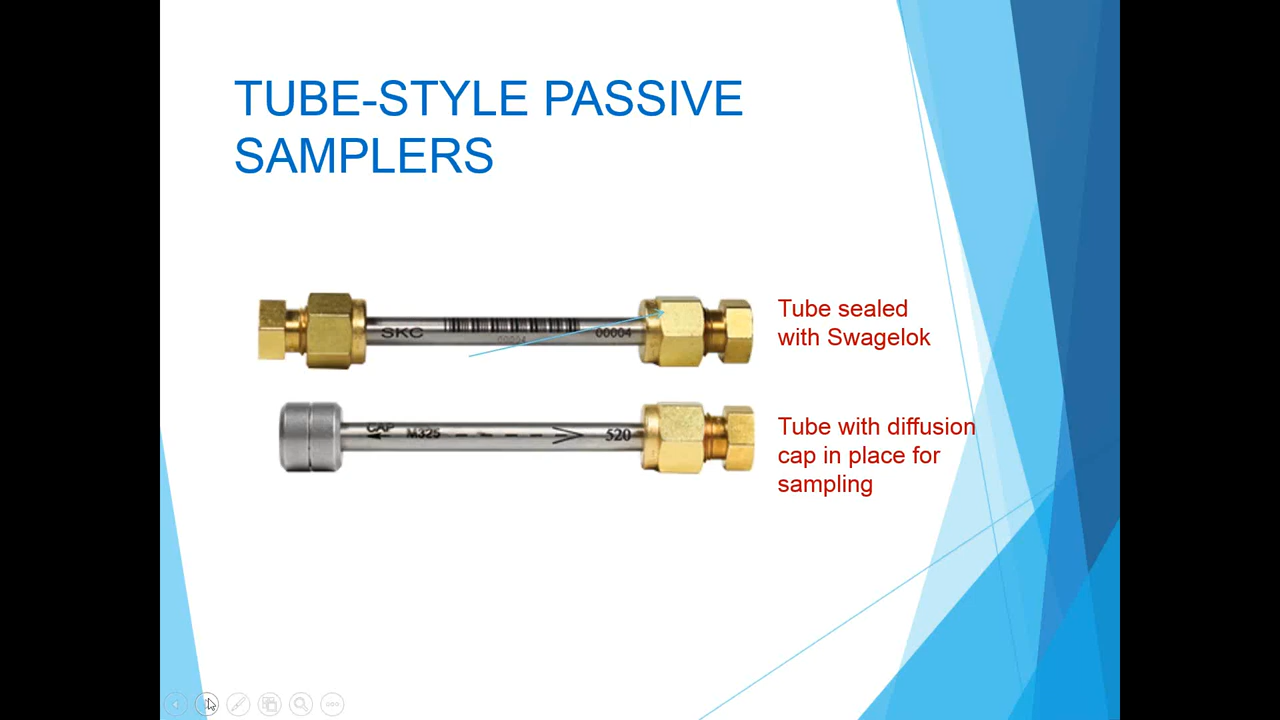 TUBE-STYLE PASSIVE
SAMPLERS
SKC
00004
00004
Tube sealed
with Swagelok
CAP
M325
520
Tube with diffusion
cap in place for
sampling